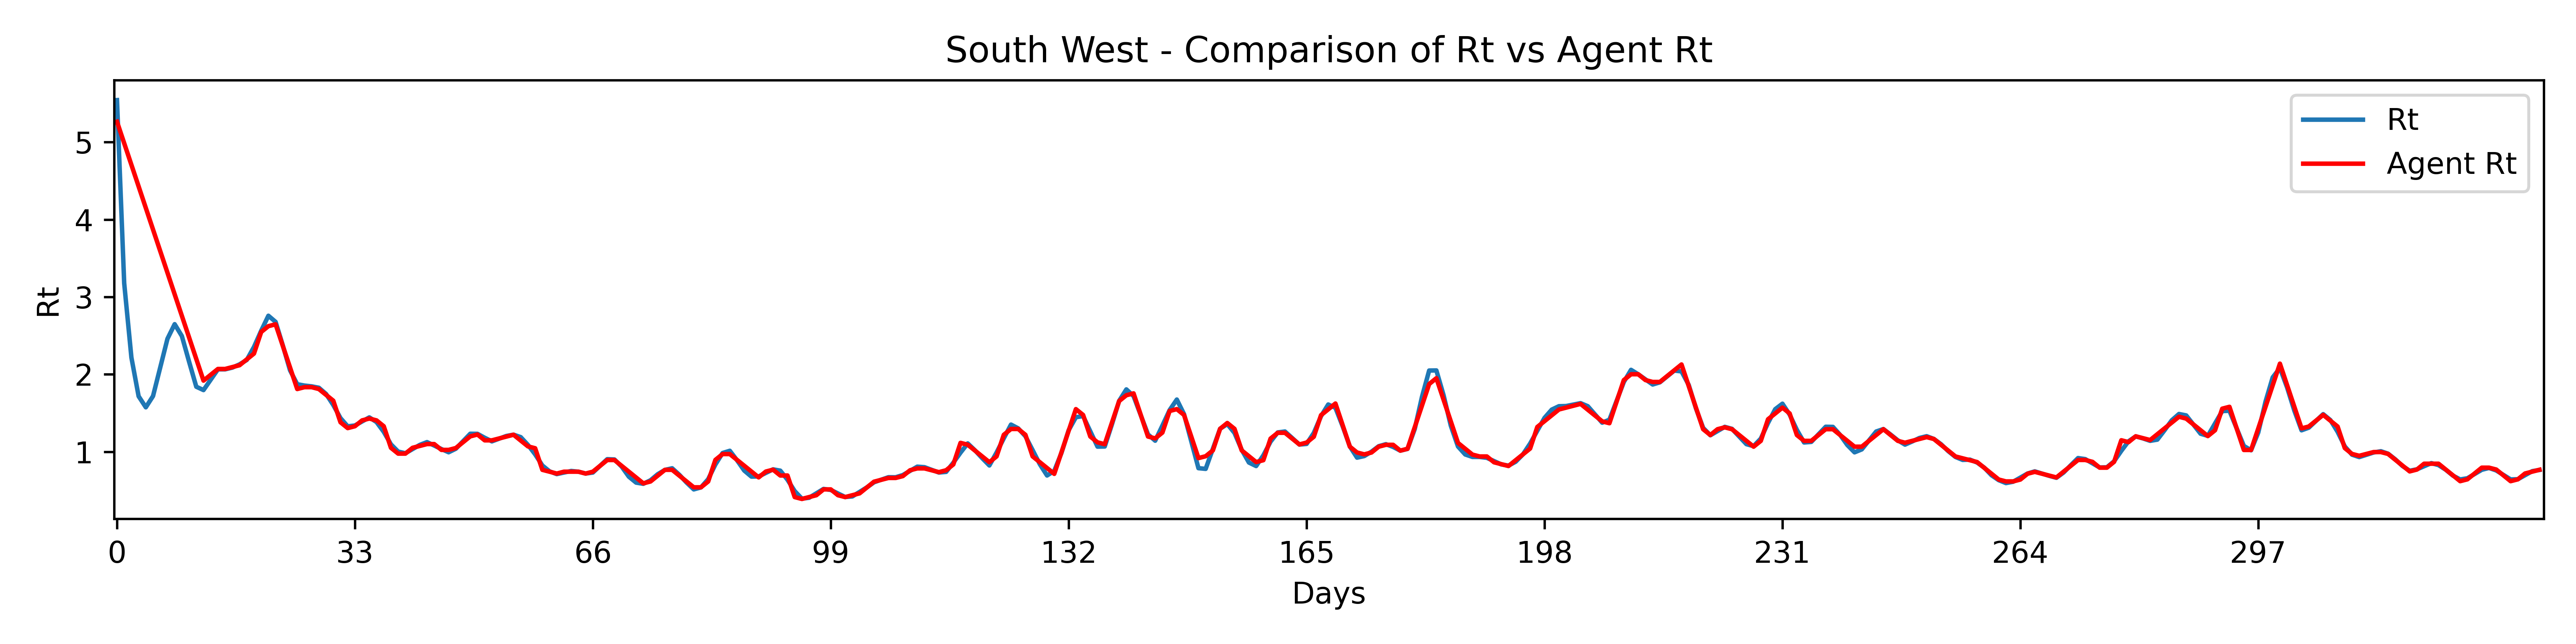 South West - Comparison of Rt vs Agent Rt
Rt
Agent Rt
5
4
3
2
1
Rt
0 33 66 99 132 165 198 231 264 297
Days